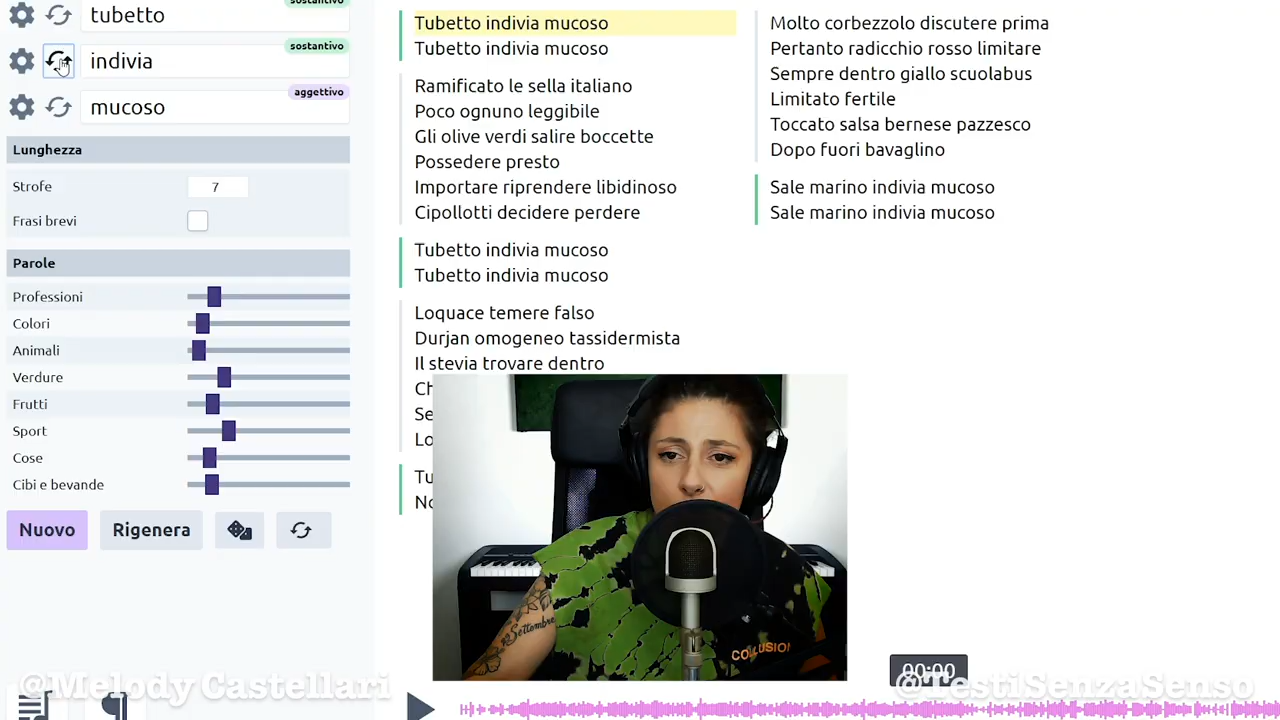 sostantivo
tubetto
sostantivo
indivia
aggettivo
mucoso
Lunghezza
Strofe 7
Frasi brevi
Parole
Professioni
Colori
Animali
Verdure
Frutti
Sport
Cose
Cibi e bevande
Nuovo Rigenera
Tubetto indivia mucoso
Tubetto indivia mucoso
Ramificato le sella italiano
Poco ognuno leggibile
Gli olive verdi salire boccette
Possedere presto
Importare riprendere libidinoso
Cipollotti decidere perdere
Tubetto indivia mucoso
Tubetto indivia mucoso
Loquace temere falso
Durjan omogeneo tassidermista
Il stevia trovare dentro
Molto corbezzolo discutere prima
Pertanto radicchio rosso limitare
Sempre dentro giallo scuolabus
Limitato fertile
Toccato salsa bernese pazzesco
Dopo fuori bavaglino
Sale marino indivia mucoso
Sale marino indivia mucoso
Settembre
COLLUSION
00:00
@Melody Castellari
@TestiSenzaSenso